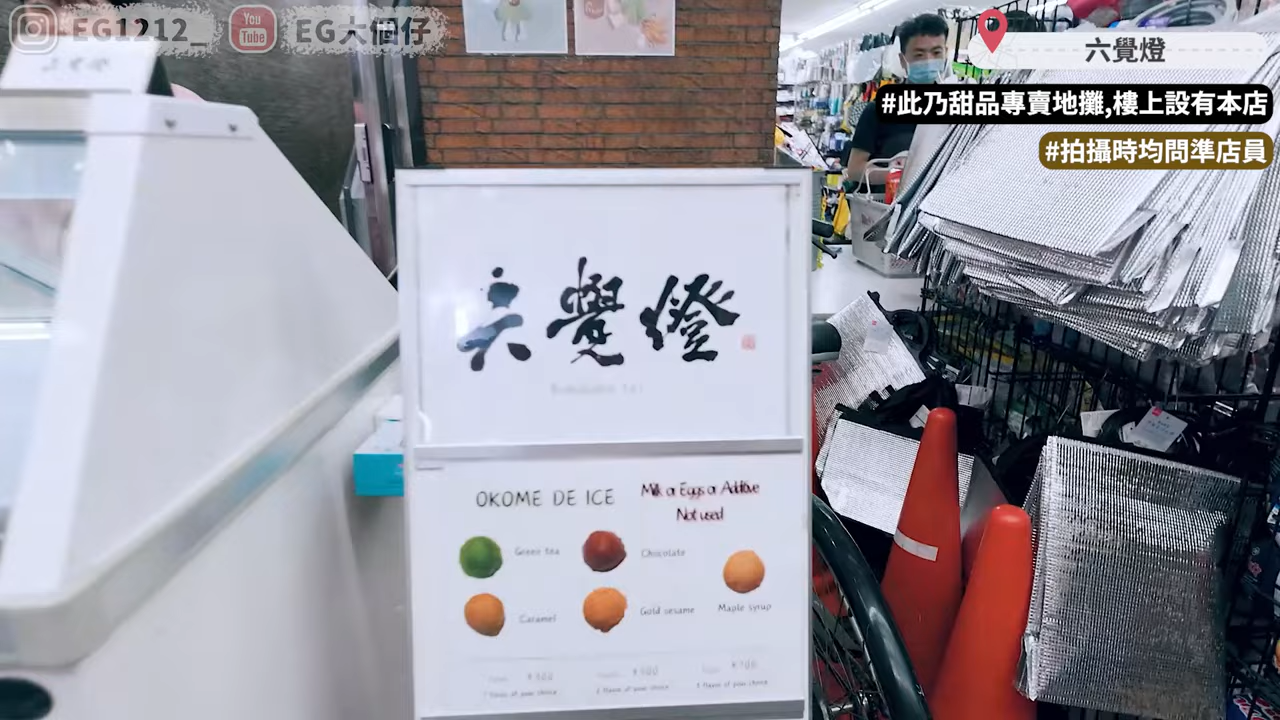 EG1212_
You Tube
EG大個仔
六覺燈
#此乃甜品專賣地攤,樓上設有本店
#拍攝時均問準店員
六覺燈
OKOME DE ICE
Milk or Eggs or Additive
Not used
Green tea
Chocolate
Caramel
Gold sesame
Maple syrup